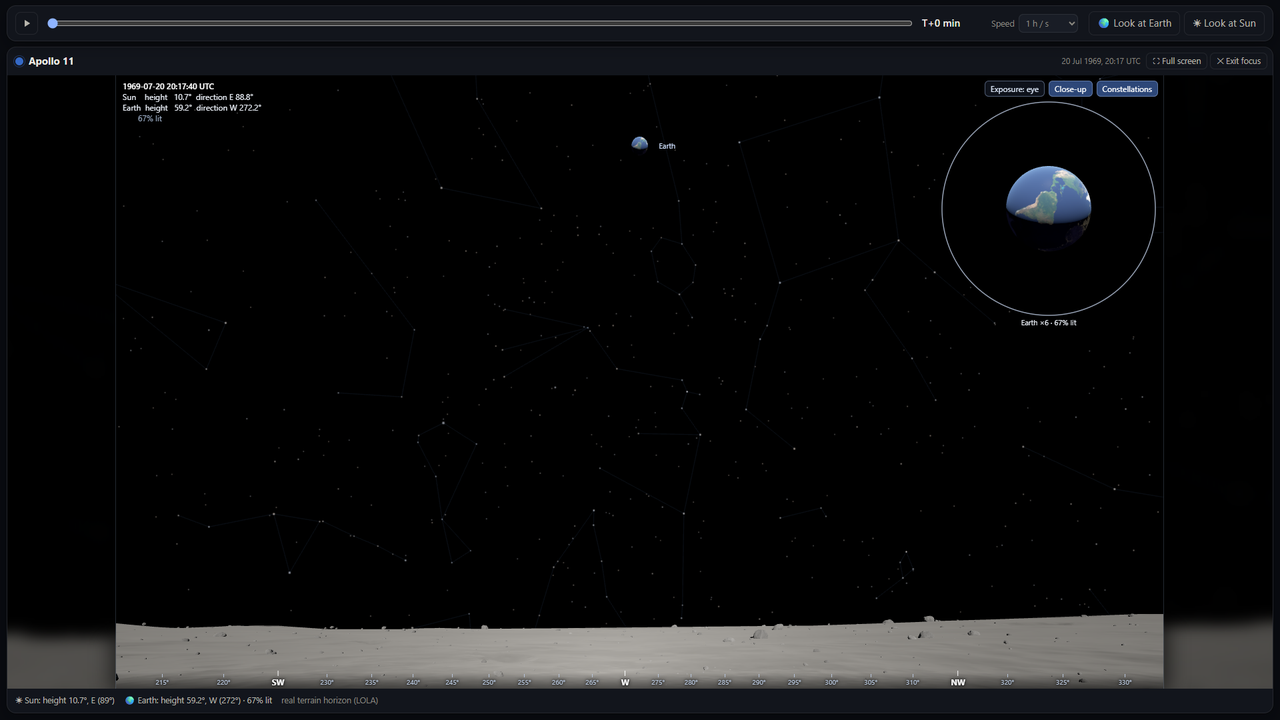 T+0 min
Speed 1 h / s
Look at Earth
Look at Sun
Apollo 11
20 Jul 1969, 20:17 UTC
Full screen
Exit focus
1969-07-20 20:17:40 UTC
Sun height 10.7° direction E 88.8°
Earth height 59.2° direction W 272.2°
67% lit
Exposure: eye
Close-up
Constellations
Earth
Earth ×6 · 67% lit
215° 220° SW 230° 235° 240° 245° 250° 255° 260° 265° W 275° 280° 285° 290° 295° 300° 305° 310° NW 320° 325° 330°
Sun: height 10.7°, E (89°)
Earth: height 59.2°, W (272°) · 67% lit
real terrain horizon (LOLA)